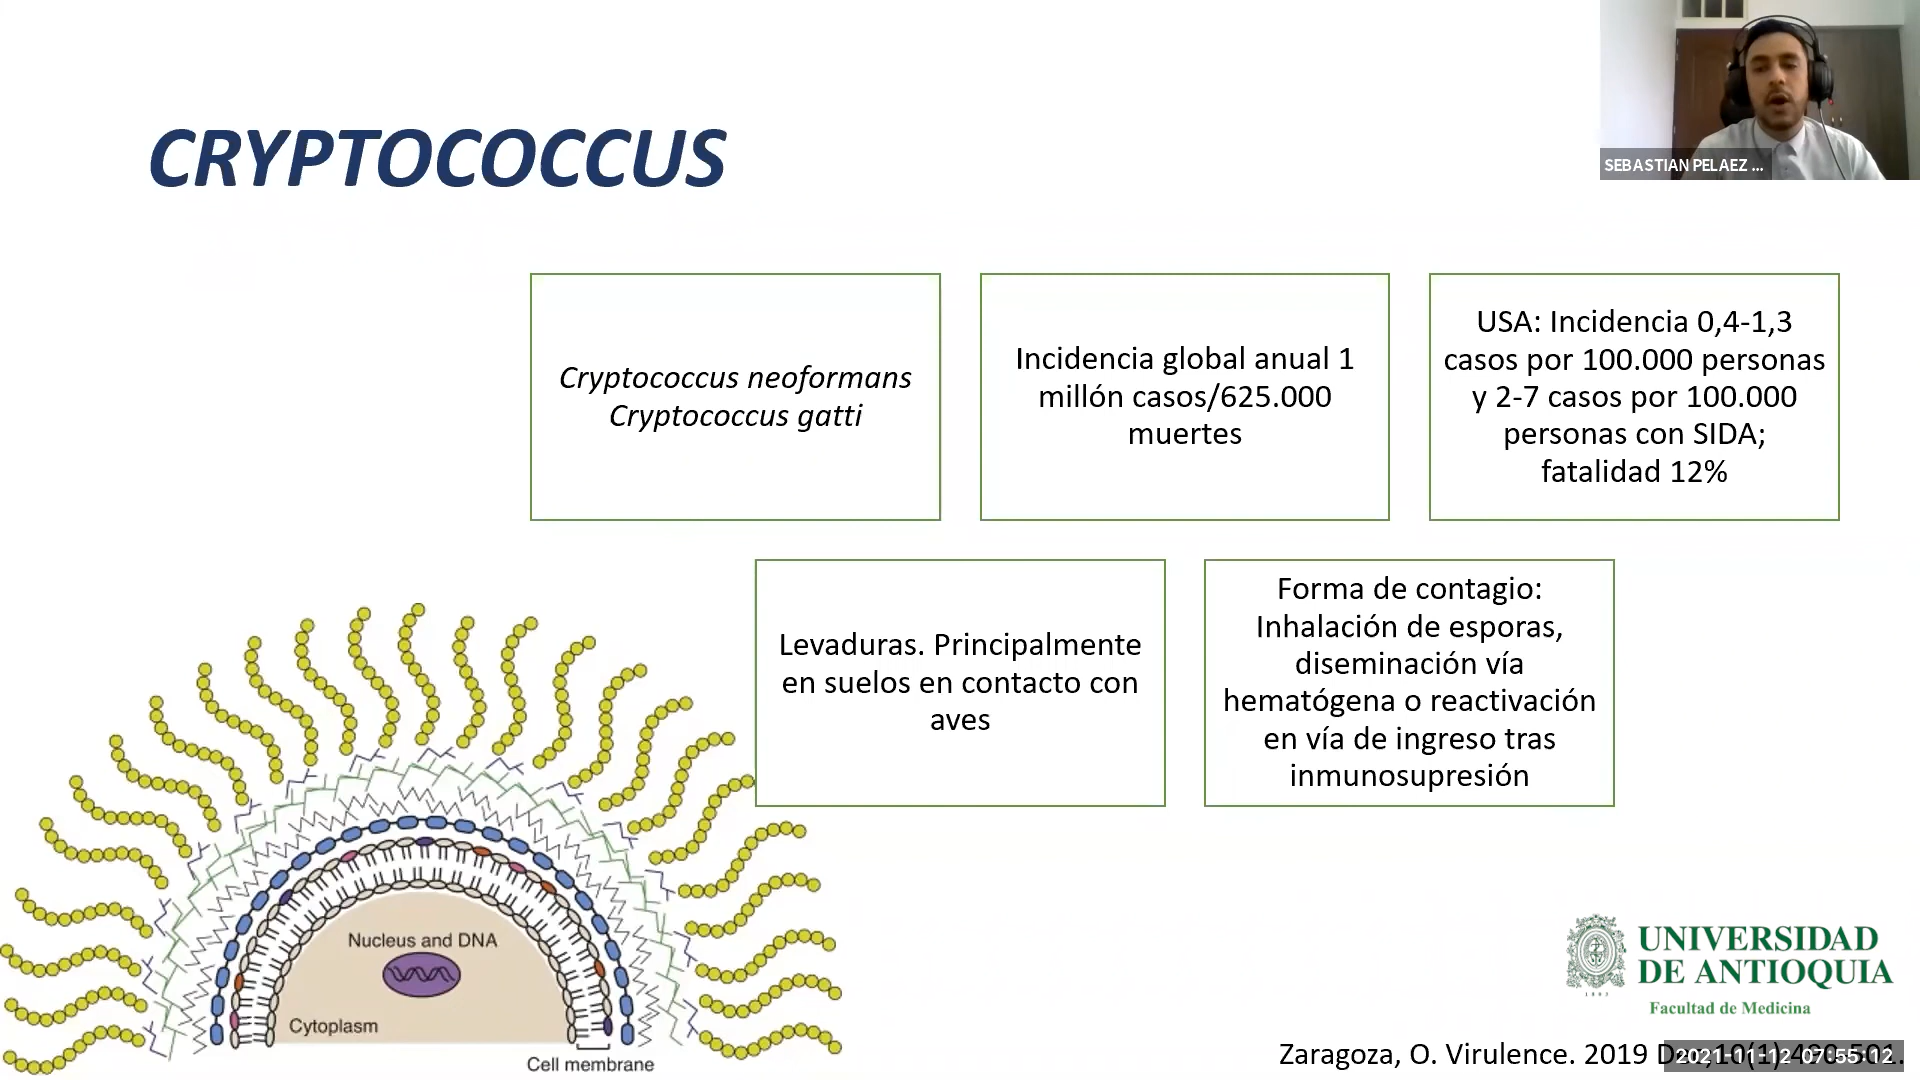 CRYPTOCOCCUS
SEBASTIAN PELAEZ ...
Cryptococcus neoformans
Cryptococcus gatti
Incidencia global anual 1
millón casos/625.000
muertes
USA: Incidencia 0,4-1,3
casos por 100.000 personas
y 2-7 casos por 100.000
personas con SIDA;
fatalidad 12%
Levaduras. Principalmente
en suelos en contacto con
aves
Forma de contagio:
Inhalación de esporas,
diseminación vía
hematógena o reactivación
en vía de ingreso tras
inmunosupresión
Nucleus and DNA
Cytoplasm
Cell membrane
UNIVERSIDAD
DE ANTIOQUIA
1803
Facultad de Medicina
Zaragoza, O. Virulence. 2019
2021-11-12 07:55:12